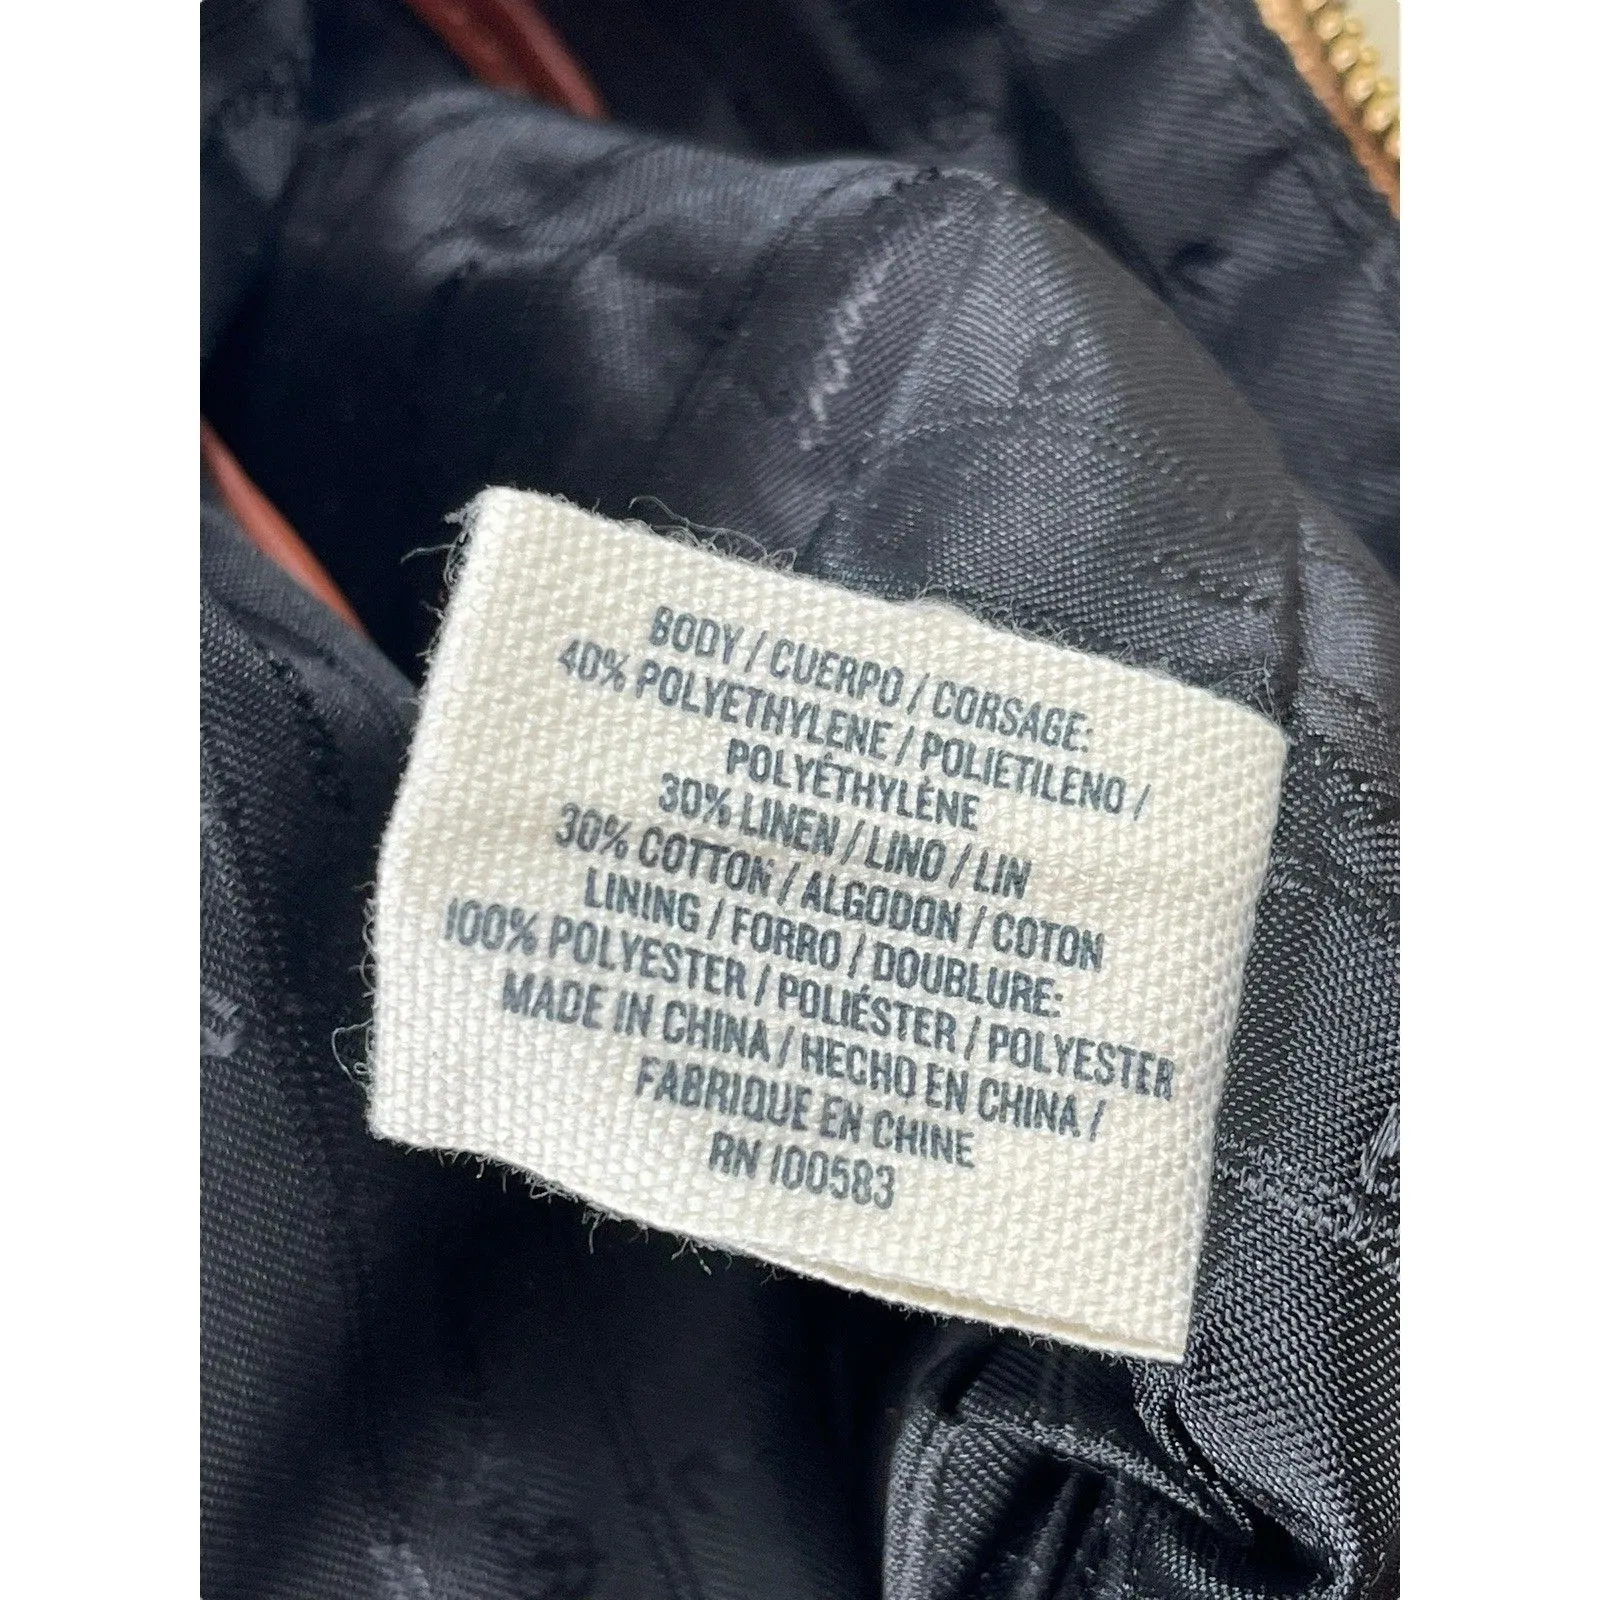 BODY / CUERPO / CORSAGE:
40% POLYETHYLENE / POLIETILENO /
POLYÉTHYLÈNE
30% LINEN / LINO / LIN
30% COTTON / ALGODON / COTON
LINING / FORRO / DOUBLURE:
100% POLYESTER / POLIÉSTER / POLYESTER
MADE IN CHINA / HECHO EN CHINA /
FABRIQUE EN CHINE
RN 100583